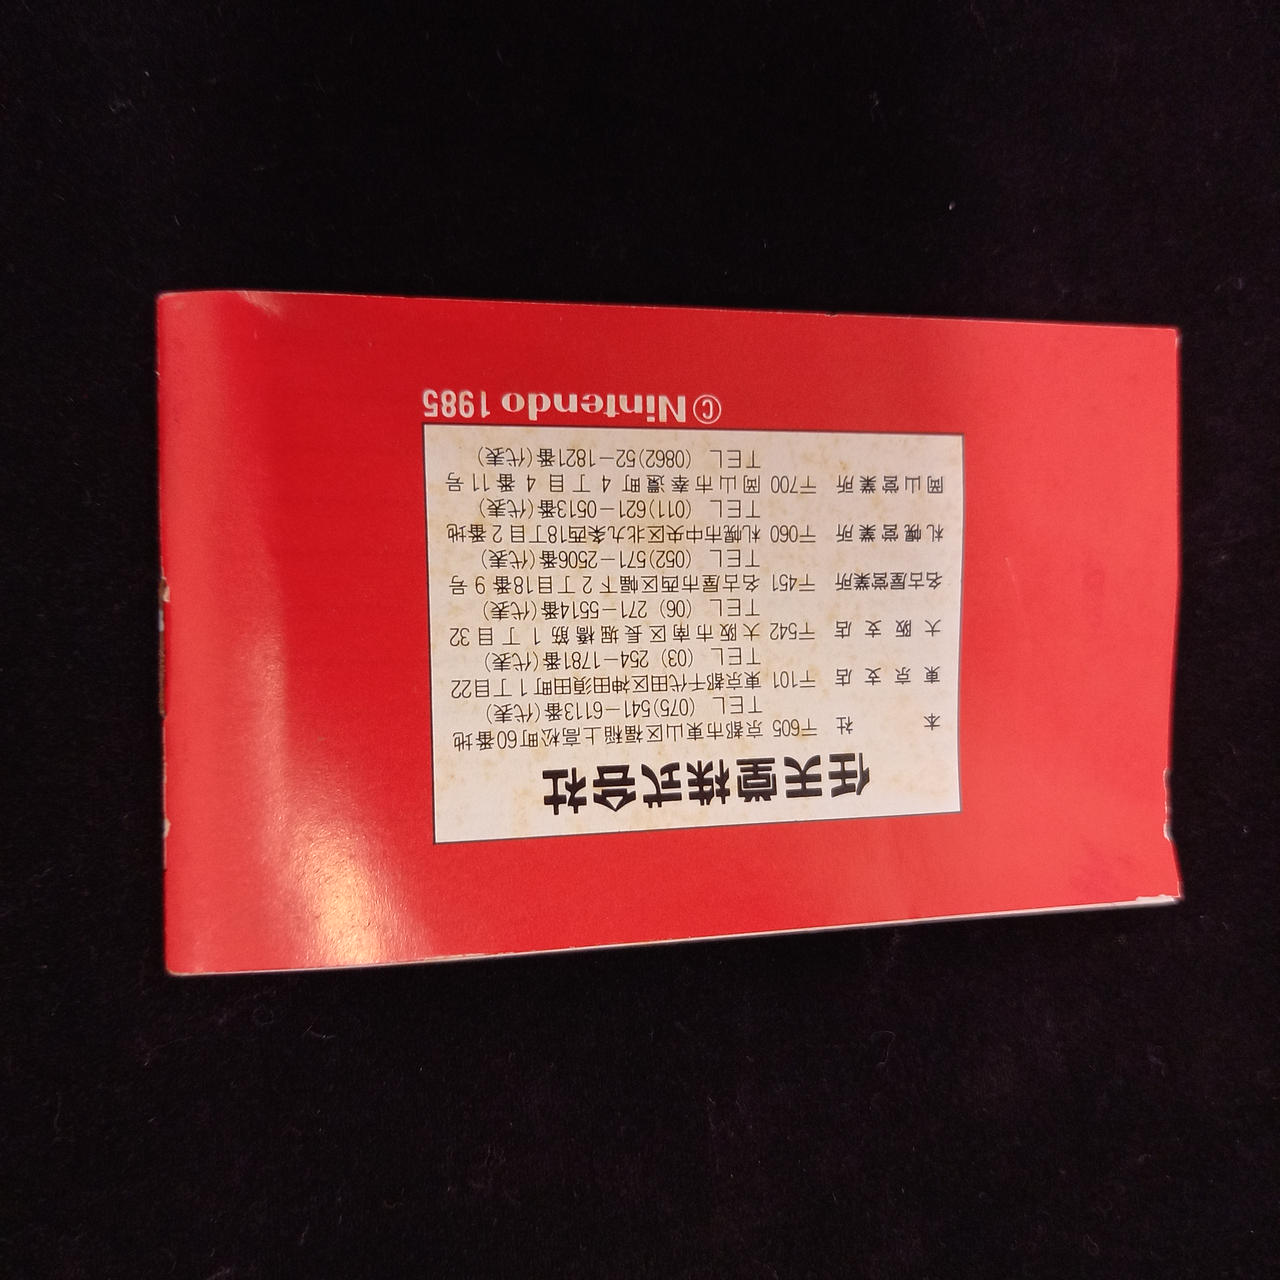 任天堂株式会社
本社 〒605 京都市東山区福稲上高松町60番地
TEL (075)541-6113番(代表)
東京支店 〒101 東京都千代田区神田須田町1丁目22
TEL (03) 254-1781番(代表)
大阪支店 〒542 大阪市南区長堀橋筋1丁目32
TEL (06) 271-5514番(代表)
名古屋営業所 〒451 名古屋市西区幅下2丁目18番9号
TEL (052)571-2506番(代表)
札幌営業所 〒060 札幌市中央区北九条西18丁目2番地
TEL (011)621-0513番(代表)
岡山営業所 〒700 岡山市奉還町4丁目4番11号
TEL (0862)52-1821番(代表)
©Nintendo 1985